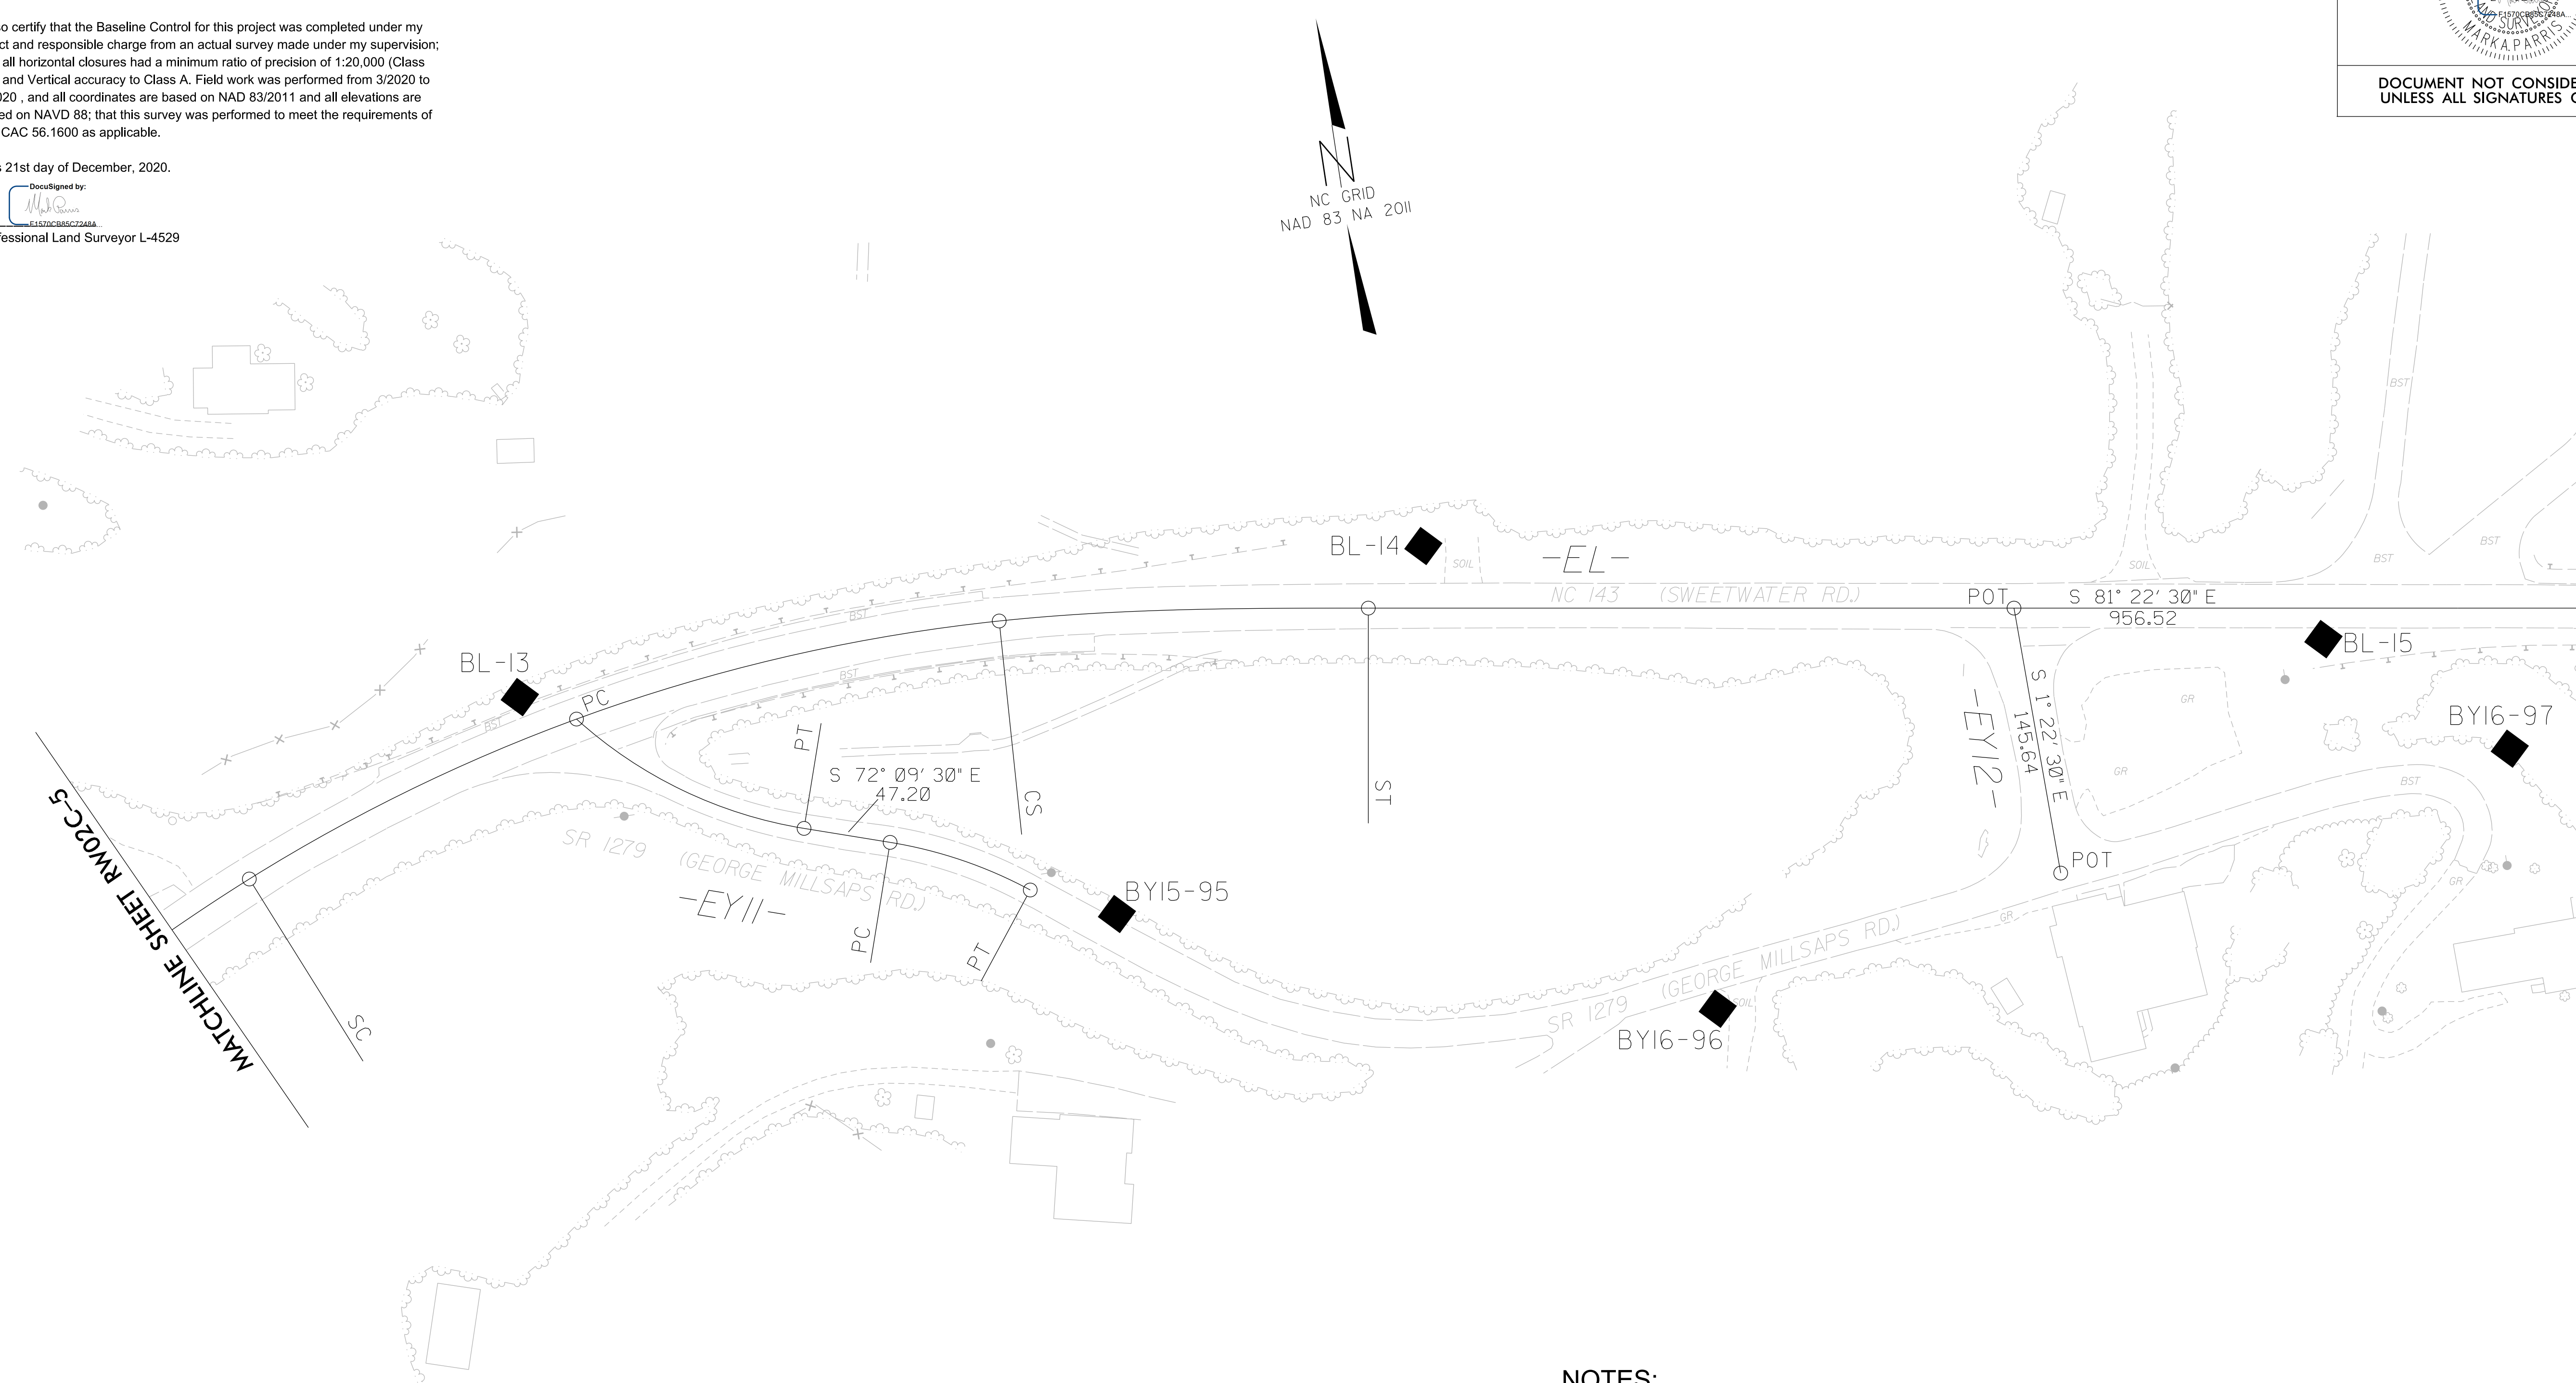 so certify that the Baseline Control for this project was completed under my
ct and responsible charge from an actual survey made under my supervision;
all horizontal closures had a minimum ratio of precision of 1:20,000 (Class
and Vertical accuracy to Class A. Field work was performed from 3/2020 to
020 , and all coordinates are based on NAD 83/2011 and all elevations are
ed on NAVD 88; that this survey was performed to meet the requirements of
CAC 56.1600 as applicable.
s 21st day of December, 2020.
DocuSigned by:
F1570CB85C7248A...
fessional Land Surveyor L-4529
N
NC GRID
NAD 83 NA 2011
F1570CB85C7248A...
ND SURVEYO
MARK A. PARRIS
DOCUMENT NOT CONSIDE
UNLESS ALL SIGNATURES C
BST
BL-14
SOIL
-EL-
NC 143 (SWEETWATER RD.)
POT
S 81° 22' 30" E
956.52
SOIL
BST
BST
BL-15
BL-13
PC
BST
BST
BST
PT
S 72° 09' 30" E
47.20
CS
ST
-EY12-
S 1° 22' 30" E
145.64
GR
GR
BY16-97
BST
MATCHLINE SHEET RW02C-5
SC
SR 1279 (GEORGE MILLSAPS RD.)
-EY11-
PC
PT
BY15-95
POT
GR
GR
SR 1279 (GEORGE MILLSAPS RD.)
SOIL
BY16-96
NOTES: